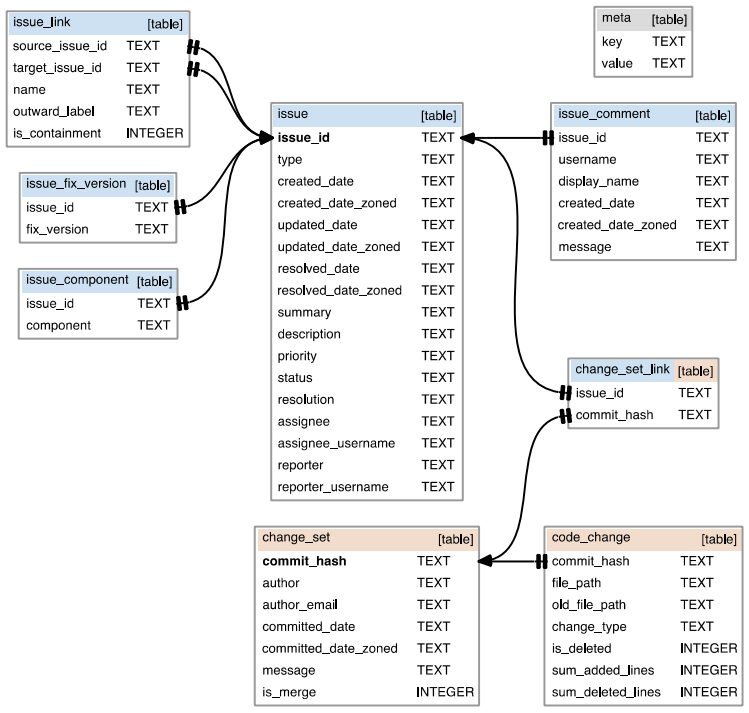 issue_link [table]
source_issue_id TEXT
target_issue_id TEXT
name TEXT
outward_label TEXT
is_containment INTEGER
meta [table]
key TEXT
value TEXT
issue_fix_version [table]
issue_id TEXT
fix_version TEXT
issue_component [table]
issue_id TEXT
component TEXT
issue [table]
issue_id TEXT
type TEXT
created_date TEXT
created_date_zoned TEXT
updated_date TEXT
updated_date_zoned TEXT
resolved_date TEXT
resolved_date_zoned TEXT
summary TEXT
description TEXT
priority TEXT
status TEXT
resolution TEXT
assignee TEXT
assignee_username TEXT
reporter TEXT
reporter_username TEXT
issue_comment [table]
issue_id TEXT
username TEXT
display_name TEXT
created_date TEXT
created_date_zoned TEXT
message TEXT
change_set_link [table]
issue_id TEXT
commit_hash TEXT
change_set [table]
commit_hash TEXT
author TEXT
author_email TEXT
committed_date TEXT
committed_date_zoned TEXT
message TEXT
is_merge INTEGER
code_change [table]
commit_hash TEXT
file_path TEXT
old_file_path TEXT
change_type TEXT
is_deleted INTEGER
sum_added_lines INTEGER
sum_deleted_lines INTEGER